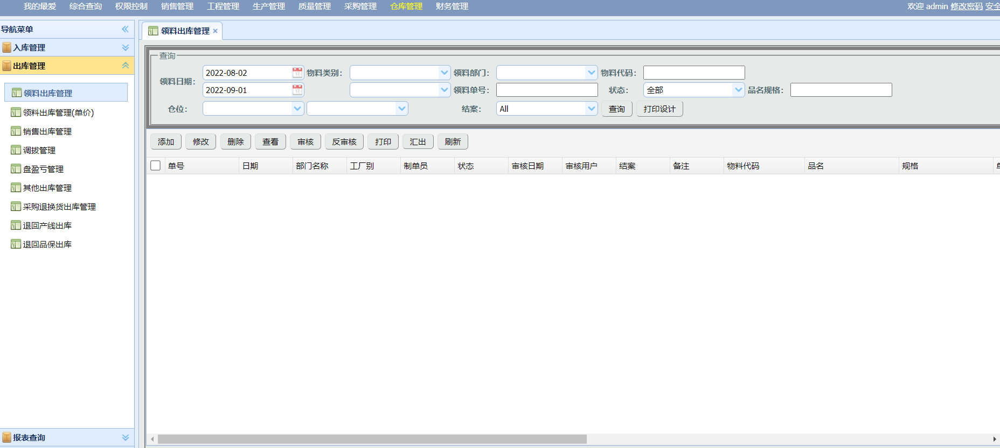 我的最爱 综合查询 权限控制 销售管理 工程管理 生产管理 质量管理 采购管理 仓库管理 财务管理 欢迎 admin 修改密码 安全
导航菜单
入库管理
出库管理
领料出库管理
领料出库管理(单价)
销售出库管理
调拔管理
盘盈亏管理
其他出库管理
采购退换货出库管理
退回产线出库
退回品保出库
报表查询
领料出库管理
查询
领料日期： 2022-08-02 物料类别： 领料部门： 物料代码：
2022-09-01 领料单号： 状态： 全部 品名规格：
仓位： 结案： All 查询 打印设计
添加 修改 删除 查看 审核 反审核 打印 汇出 刷新
单号 日期 部门名称 工厂别 制单员 状态 审核日期 审核用户 结案 备注 物料代码 品名 规格